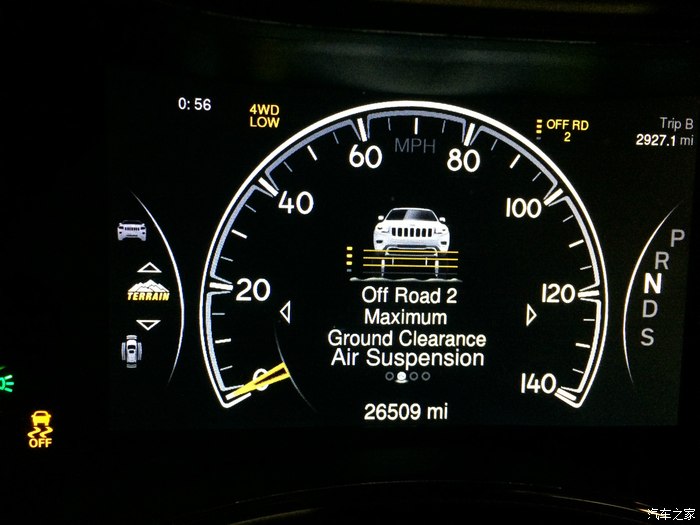 0: 56
4WD
LOW
OFF RD
2
Trip B
2927.1 mi
MPH
0
20
40
60
80
100
120
140
TERRAIN
Off Road 2
Maximum
Ground Clearance
Air Suspension
26509 mi
P
R
N
D
S
OFF
汽车之家